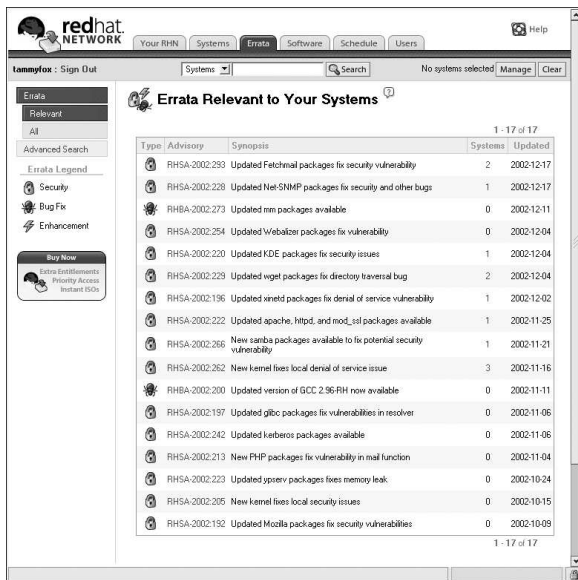 redhat.
NETWORK
Your RHN
Systems
Errata
Software
Schedule
Users
Help
tammyfox : Sign Out
Systems
Search
No systems selected
Manage
Clear
Errata
Relevant
All
Advanced Search
Errata Legend
Security
Bug Fix
Enhancement
Buy Now
Extra Entitlements
Priority Access
Instant ISOs
Errata Relevant to Your Systems ?
1 - 17 of 17
Type Advisory Synopsis Systems Updated
RHSA-2002:293 Updated Fetchmail packages fix security vulnerability 2 2002-12-17
RHSA-2002:228 Updated Net-SNMP packages fix security and other bugs 1 2002-12-17
RHBA-2002:273 Updated mm packages available 0 2002-12-11
RHSA-2002:254 Updated Webalizer packages fix vulnerability 0 2002-12-04
RHSA-2002:220 Updated KDE packages fix security issues 1 2002-12-04
RHSA-2002:229 Updated wget packages fix directory traversal bug 2 2002-12-04
RHSA-2002:196 Updated xinetd packages fix denial of service vulnerability 1 2002-12-02
RHSA-2002:222 Updated apache, httpd, and mod_ssl packages available 1 2002-11-25
RHSA-2002:266 New samba packages available to fix potential security
vulnerability 1 2002-11-21
RHSA-2002:262 New kernel fixes local denial of service issue 3 2002-11-16
RHBA-2002:200 Updated version of GCC 2.96-RH now available 0 2002-11-11
RHSA-2002:197 Updated glibc packages fix vulnerabilities in resolver 0 2002-11-06
RHSA-2002:242 Updated kerberos packages available 0 2002-11-06
RHSA-2002:213 New PHP packages fix vulnerability in mail function 0 2002-11-04
RHSA-2002:223 Updated ypserv packages fixes memory leak 0 2002-10-24
RHSA-2002:205 New kernel fixes local security issues 0 2002-10-15
RHSA-2002:192 Updated Mozilla packages fix security vulnerabilities 0 2002-10-09
1 - 17 of 17